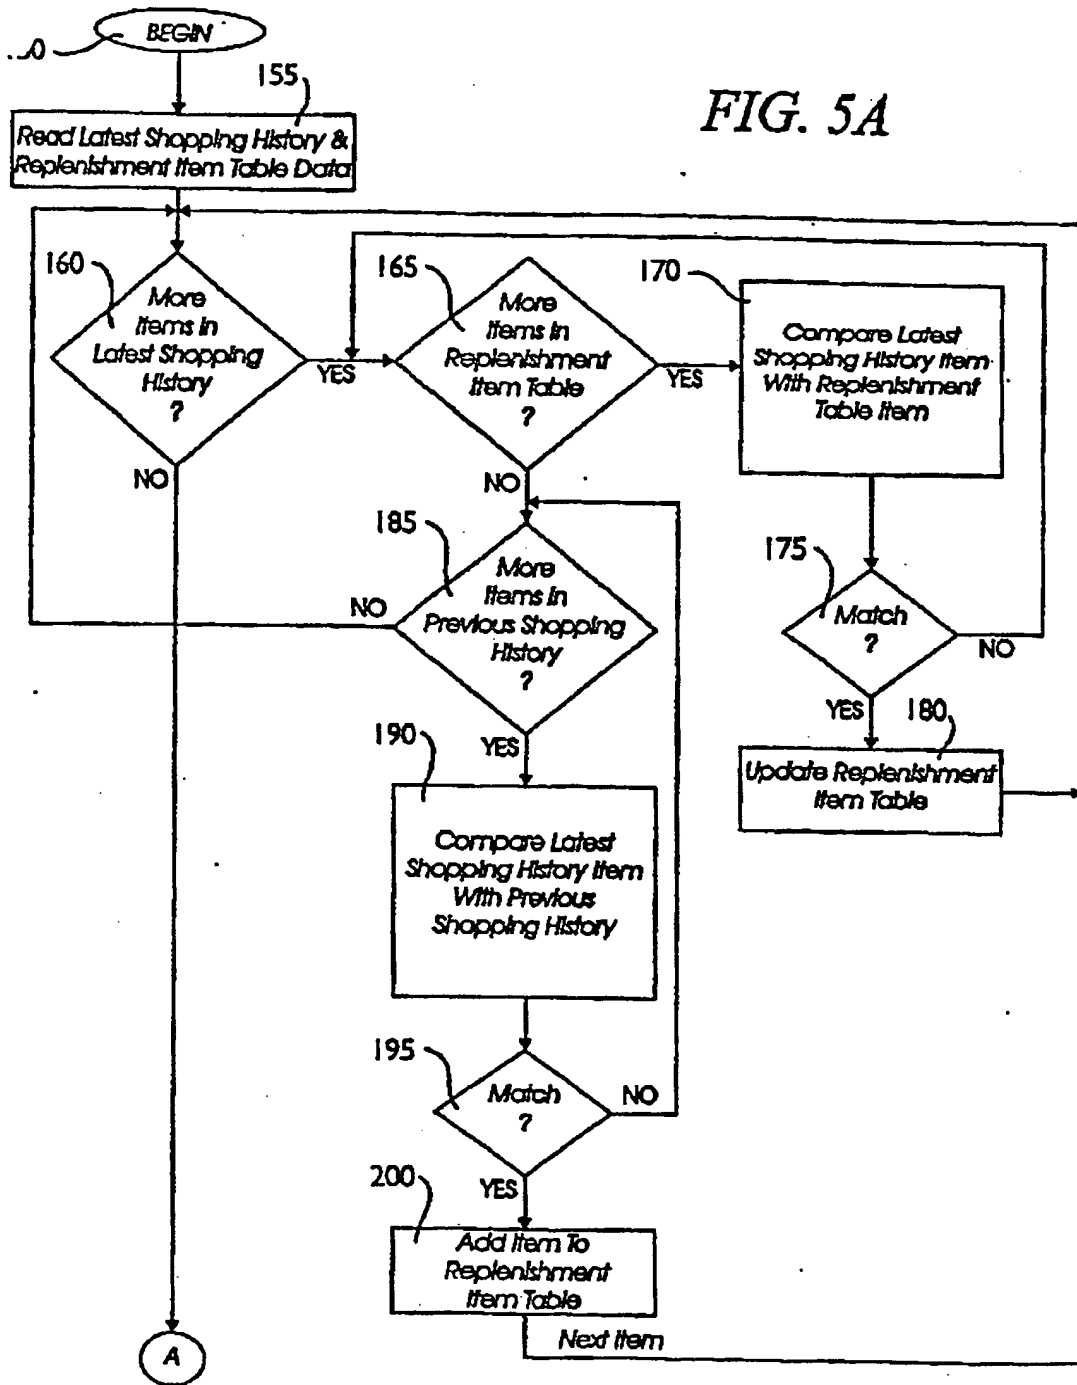 BEGIN
155
FIG. 5A
Read Latest Shopping History &
Replenishment Item Table Data
160
More
Items In
Latest Shopping
History
?
YES
NO
165
More
Items In
Replenishment
Item Table
?
YES
NO
170
Compare Latest
Shopping History Item
With Replenishment
Table Item
175
Match
?
NO
YES
180
Update Replenishment
Item Table
185
More
Items In
Previous Shopping
History
?
NO
YES
190
Compare Latest
Shopping History Item
With Previous
Shopping History
195
Match
?
NO
YES
200
Add Item To
Replenishment
Item Table
Next Item
A